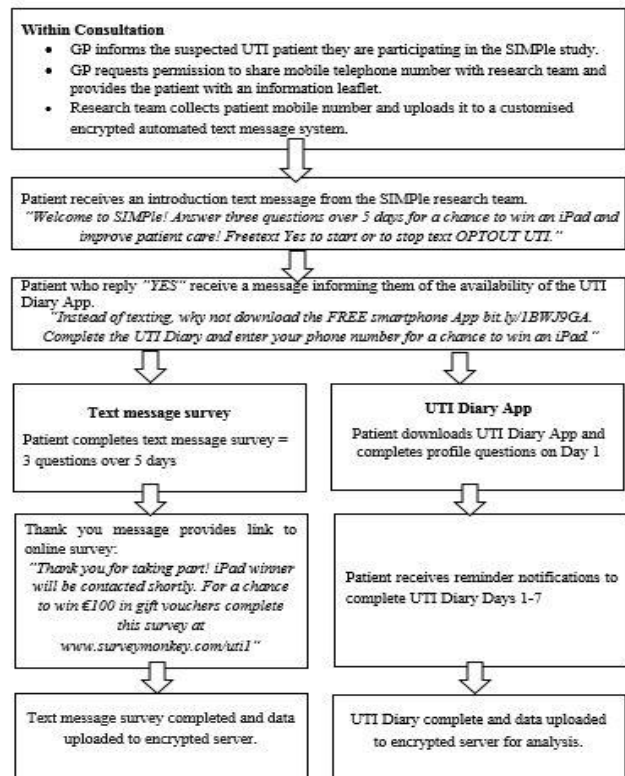 Within Consultation
• GP informs the suspected UTI patient they are participating in the SIMPle study.
• GP requests permission to share mobile telephone number with research team and
provides the patient with an information leaflet.
• Research team collects patient mobile number and uploads it to a customised
encrypted automated text message system.
Patient receives an introduction text message from the SIMPle research team.
"Welcome to SIMPle! Answer three questions over 5 days for a chance to win an iPad and
improve patient care! Freetext Yes to start or to stop text OPTOUT UTI."
Patient who reply "YES" receive a message informing them of the availability of the UTI
Diary App.
"Instead of texting, why not download the FREE smartphone App bit.ly/1BWJ9GA.
Complete the UTI Diary and enter your phone number for a chance to win an iPad."
Text message survey
Patient completes text message survey =
3 questions over 5 days
UTI Diary App
Patient downloads UTI Diary App and
completes profile questions on Day 1
Thank you message provides link to
online survey:
"Thank you for taking part! iPad winner
will be contacted shortly. For a chance
to win €100 in gift vouchers complete
this survey at
www.surveymonkey.com/uti1"
Patient receives reminder notifications to
complete UTI Diary Days 1-7
Text message survey completed and data
uploaded to encrypted server.
UTI Diary complete and data uploaded
to encrypted server for analysis.